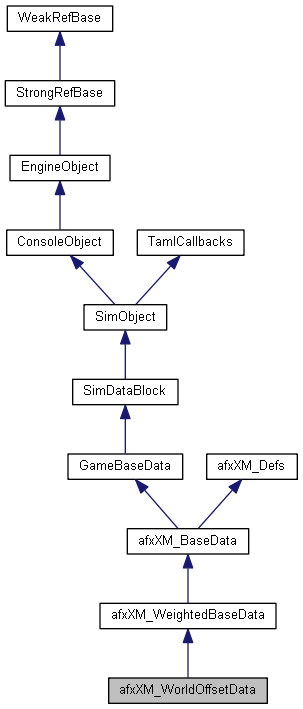 WeakRefBase
StrongRefBase
EngineObject
ConsoleObject
TamlCallbacks
SimObject
SimDataBlock
GameBaseData
afxXM_Defs
afxXM_BaseData
afxXM_WeightedBaseData
afxXM_WorldOffsetData